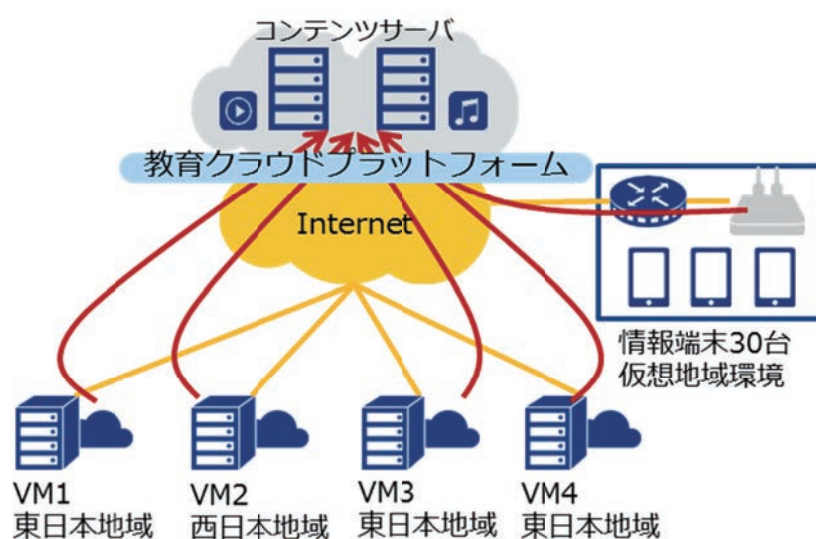 コンテンツサーバ
教育クラウドプラットフォーム
Internet
情報端末30台
仮想地域環境
VM1
東日本地域
VM2
西日本地域
VM3
東日本地域
VM4
東日本地域